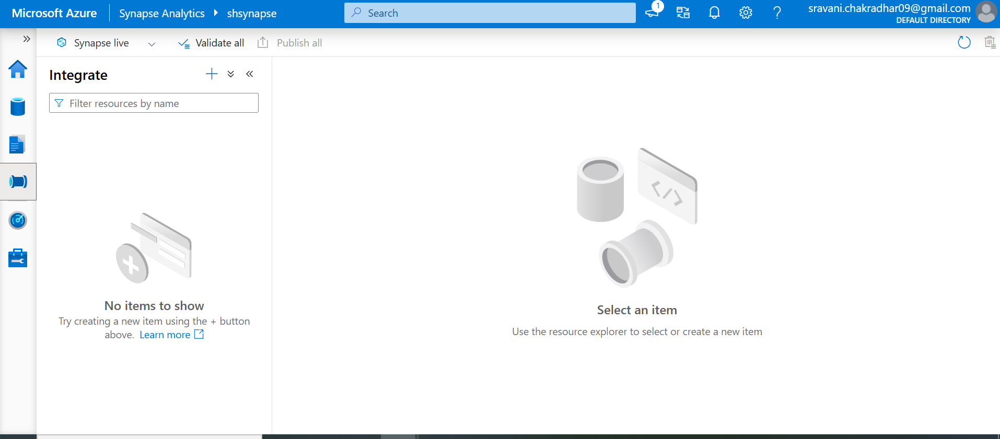 Microsoft Azure
Synapse Analytics
shsynapse
Search
1
sravani.chakradhar09@gmail.com
DEFAULT DIRECTORY
Synapse live
Validate all
Publish all
Integrate
Filter resources by name
No items to show
Try creating a new item using the + button
above. Learn more
</>
Select an item
Use the resource explorer to select or create a new item